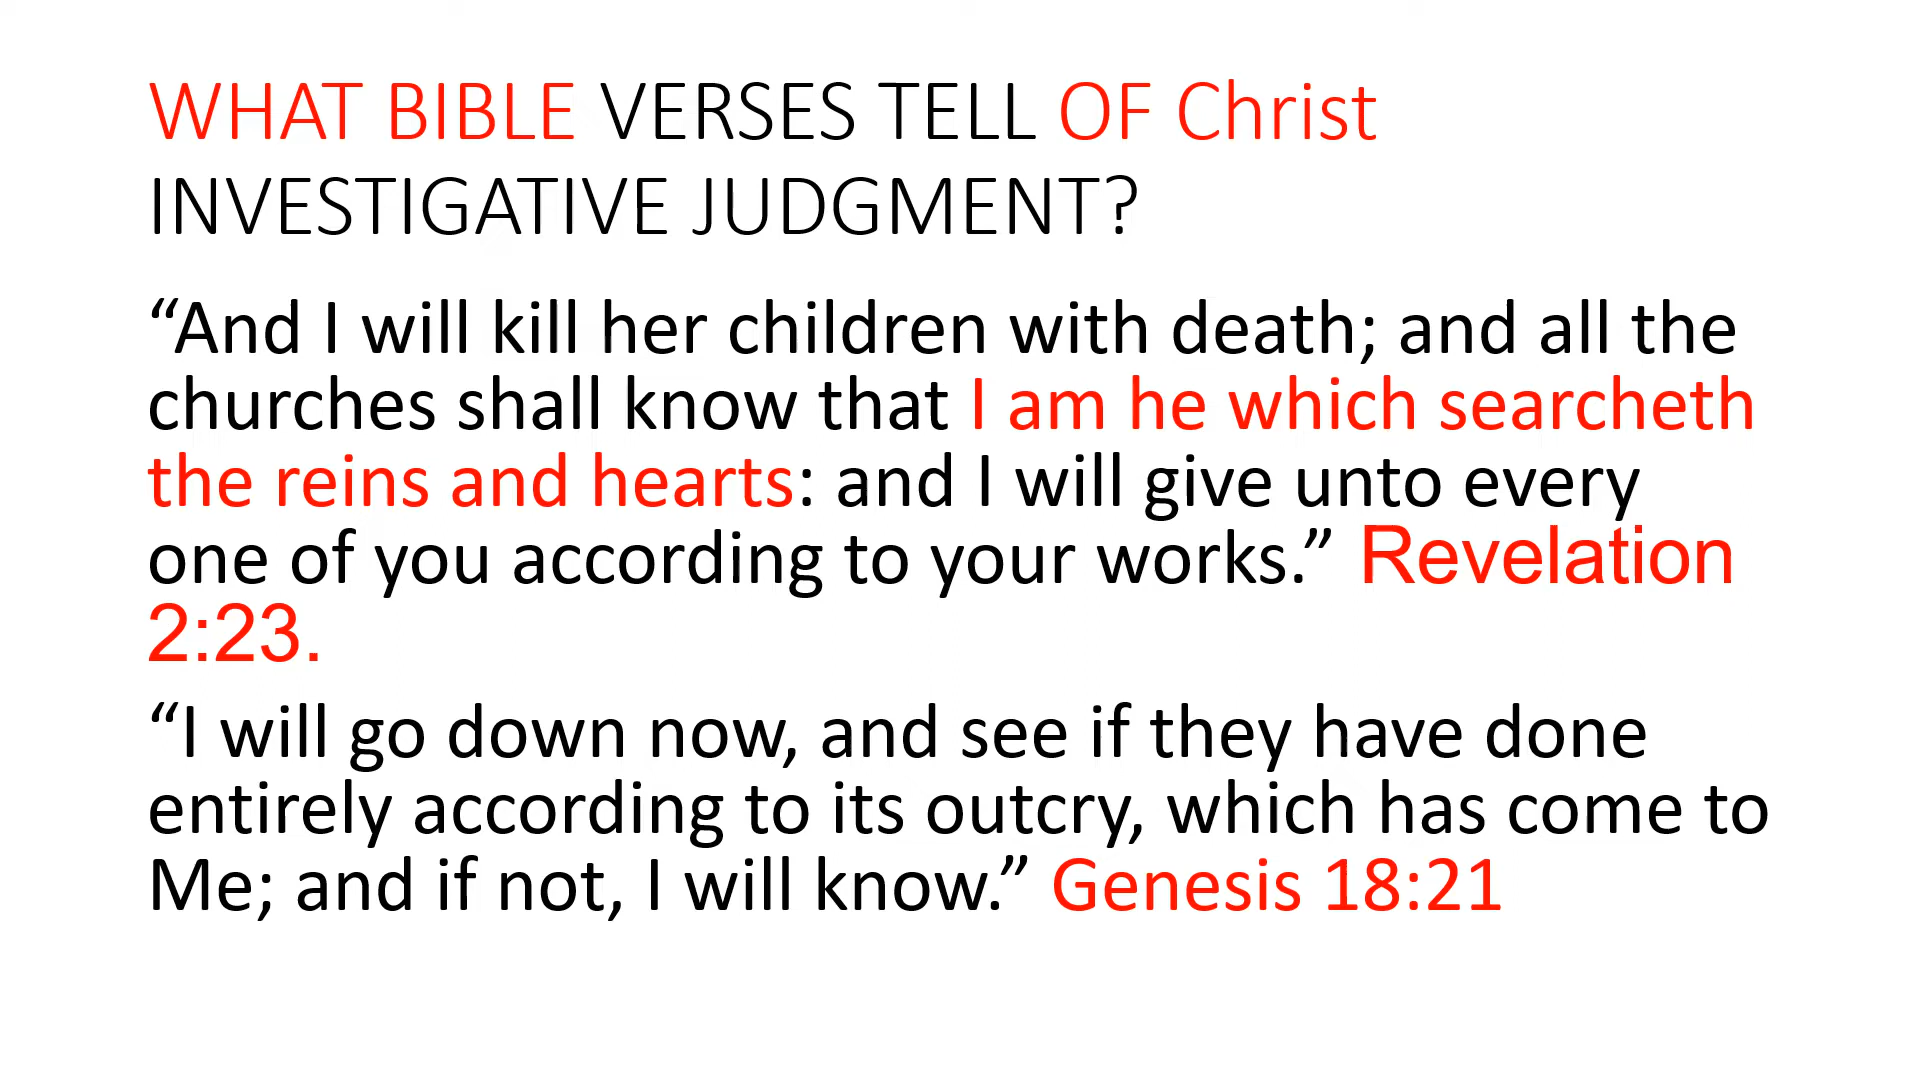 WHAT BIBLE VERSES TELL OF Christ
INVESTIGATIVE JUDGMENT?
“And I will kill her children with death; and all the
churches shall know that I am he which searcheth
the reins and hearts: and I will give unto every
one of you according to your works.” Revelation
2:23.
“I will go down now, and see if they have done
entirely according to its outcry, which has come to
Me; and if not, I will know.” Genesis 18:21